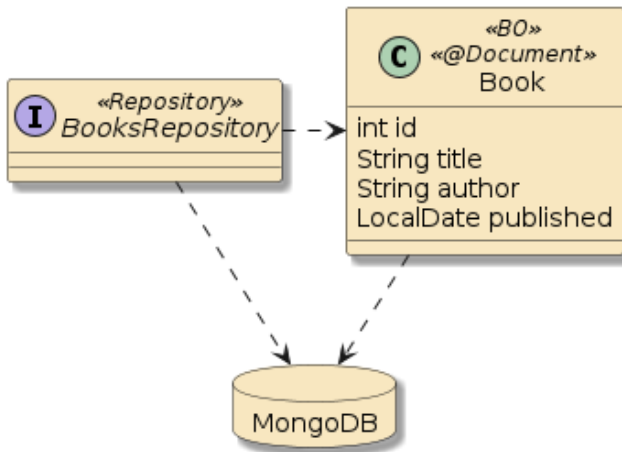 «Repository»
I
BooksRepository
«BO»
«@Document»
C
Book
int id
String title
String author
LocalDate published
MongoDB